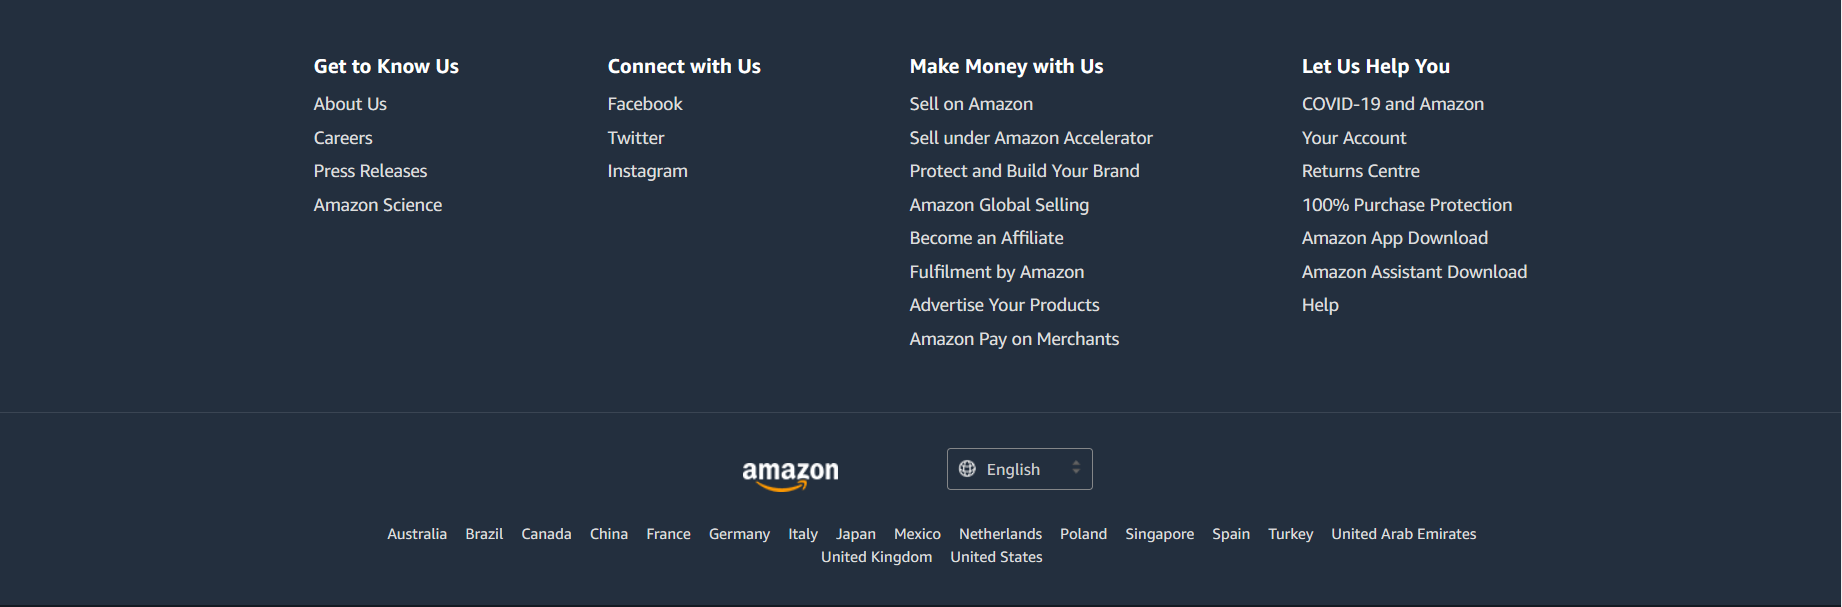 Get to Know Us
About Us
Careers
Press Releases
Amazon Science
Connect with Us
Facebook
Twitter
Instagram
Make Money with Us
Sell on Amazon
Sell under Amazon Accelerator
Protect and Build Your Brand
Amazon Global Selling
Become an Affiliate
Fulfilment by Amazon
Advertise Your Products
Amazon Pay on Merchants
Let Us Help You
COVID-19 and Amazon
Your Account
Returns Centre
100% Purchase Protection
Amazon App Download
Amazon Assistant Download
Help
amazon
English
Australia Brazil Canada China France Germany Italy Japan Mexico Netherlands Poland Singapore Spain Turkey United Arab Emirates
United Kingdom United States